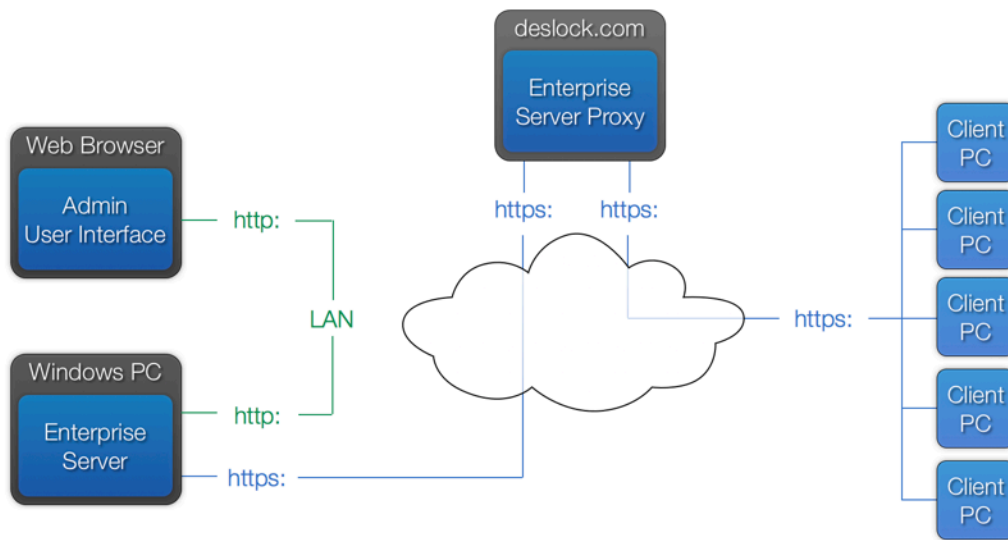 deslock.com
Enterprise
Server Proxy
Web Browser
Admin
User Interface
http:
LAN
Windows PC
Enterprise
Server
http:
https:
https:
https:
https:
Client
PC
Client
PC
Client
PC
Client
PC
Client
PC